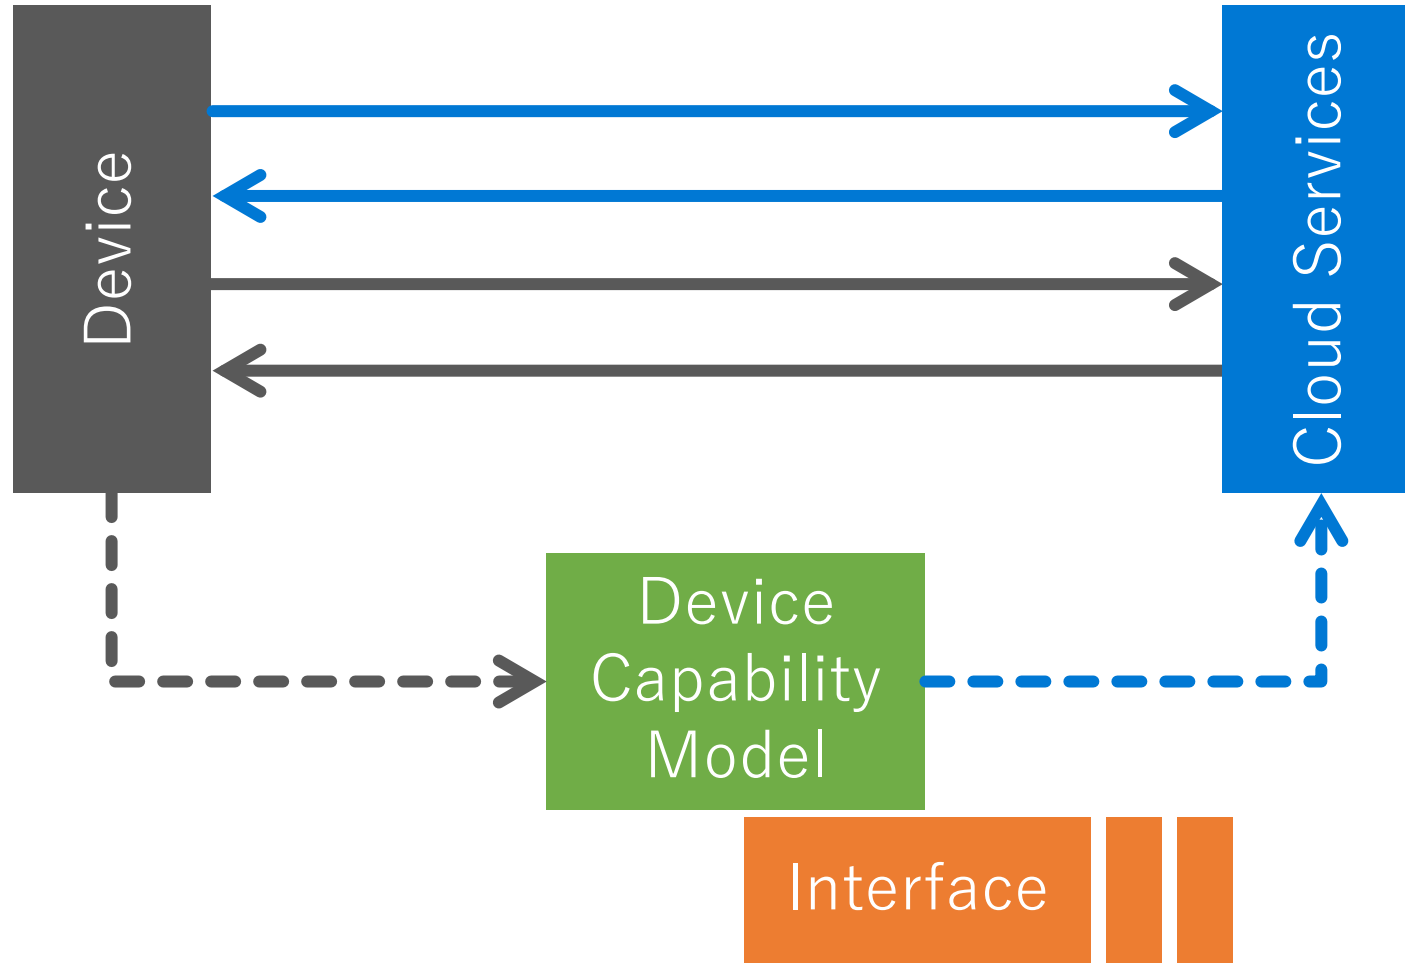 Device
Cloud Services
Device
Capability
Model
Interface